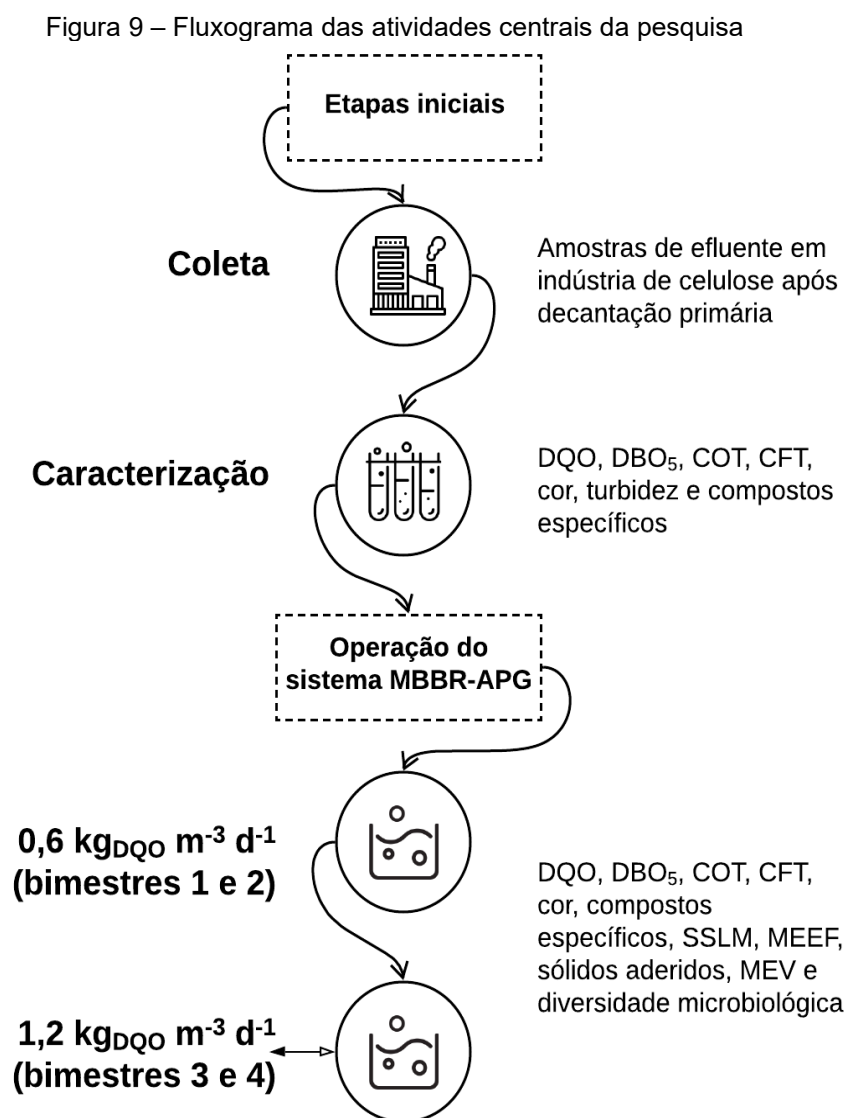 Figura 9 – Fluxograma das atividades centrais da pesquisa
Etapas iniciais
Coleta
Amostras de efluente em
indústria de celulose após
decantação primária
Caracterização
DQO, DBO₅, COT, CFT,
cor, turbidez e compostos
específicos
Operação do
sistema MBBR-APG
0,6 kg_DQO m⁻³ d⁻¹
(bimestres 1 e 2)
DQO, DBO₅, COT, CFT,
cor, compostos
específicos, SSLM, MEEF,
sólidos aderidos, MEV e
diversidade microbiológica
1,2 kg_DQO m⁻³ d⁻¹
(bimestres 3 e 4)